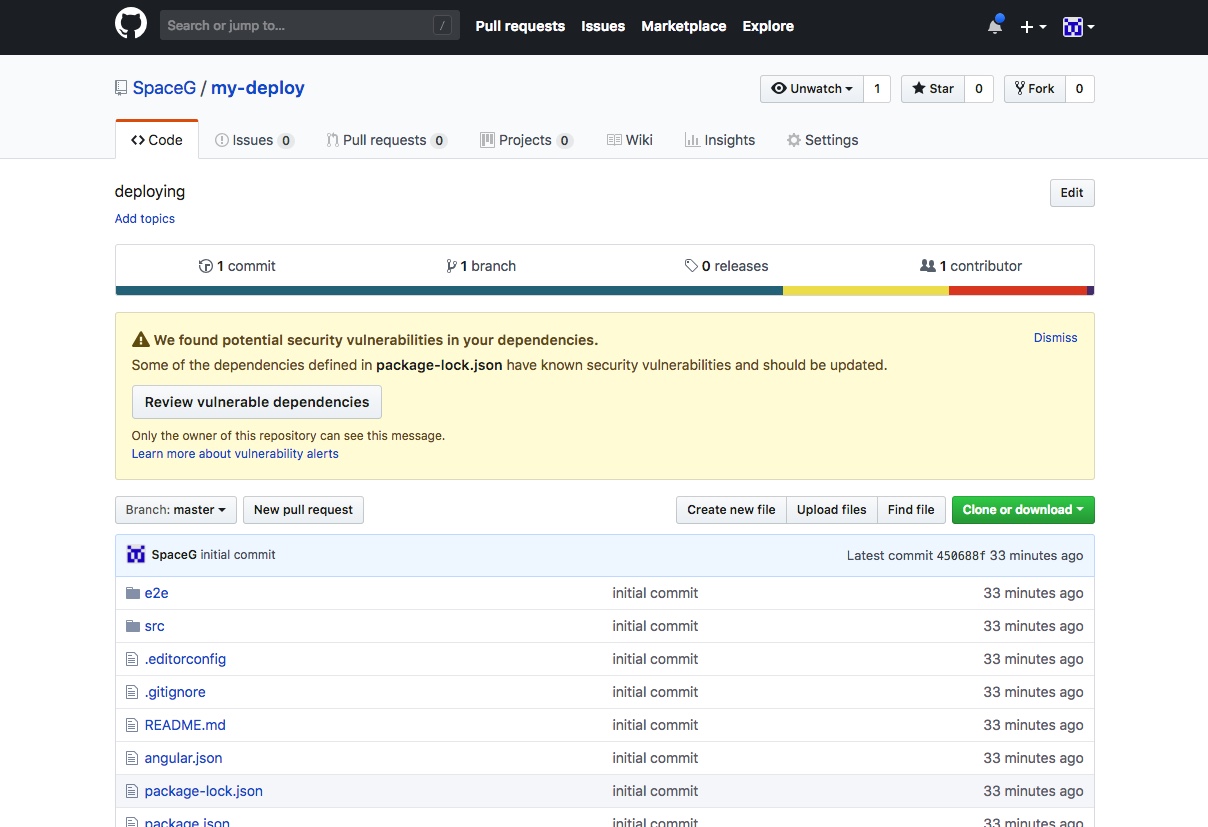 Search or jump to... / Pull requests Issues Marketplace Explore
SpaceG / my-deploy Unwatch 1 Star 0 Fork 0
Code Issues 0 Pull requests 0 Projects 0 Wiki Insights Settings
deploying Edit
Add topics
1 commit 1 branch 0 releases 1 contributor
We found potential security vulnerabilities in your dependencies. Dismiss
Some of the dependencies defined in package-lock.json have known security vulnerabilities and should be updated.
Review vulnerable dependencies
Only the owner of this repository can see this message.
Learn more about vulnerability alerts
Branch: master New pull request Create new file Upload files Find file Clone or download
SpaceG initial commit Latest commit 450688f 33 minutes ago
e2e initial commit 33 minutes ago
src initial commit 33 minutes ago
.editorconfig initial commit 33 minutes ago
.gitignore initial commit 33 minutes ago
README.md initial commit 33 minutes ago
angular.json initial commit 33 minutes ago
package-lock.json initial commit 33 minutes ago
package.json initial commit 33 minutes ago